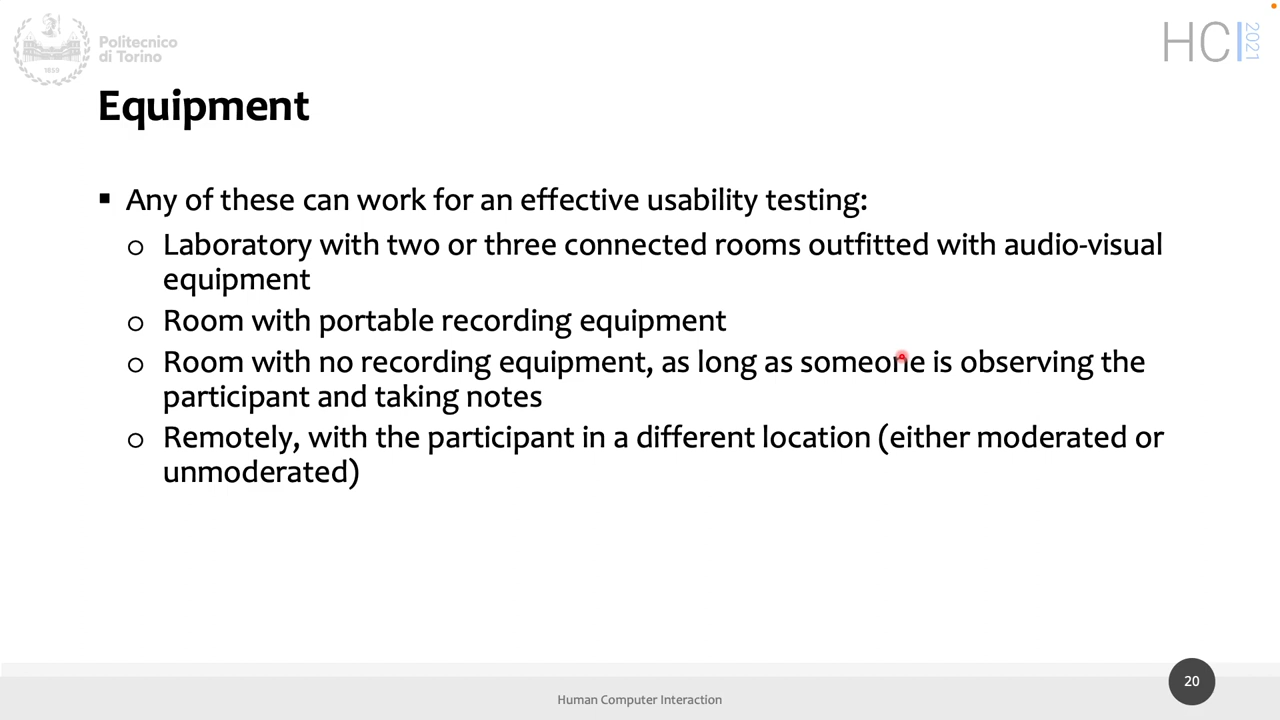 Politecnico
di Torino
1859
HCI 2021
Equipment
▪ Any of these can work for an effective usability testing:
o Laboratory with two or three connected rooms outfitted with audio-visual
equipment
o Room with portable recording equipment
o Room with no recording equipment, as long as someone is observing the
participant and taking notes
o Remotely, with the participant in a different location (either moderated or
unmoderated)
Human Computer Interaction
20